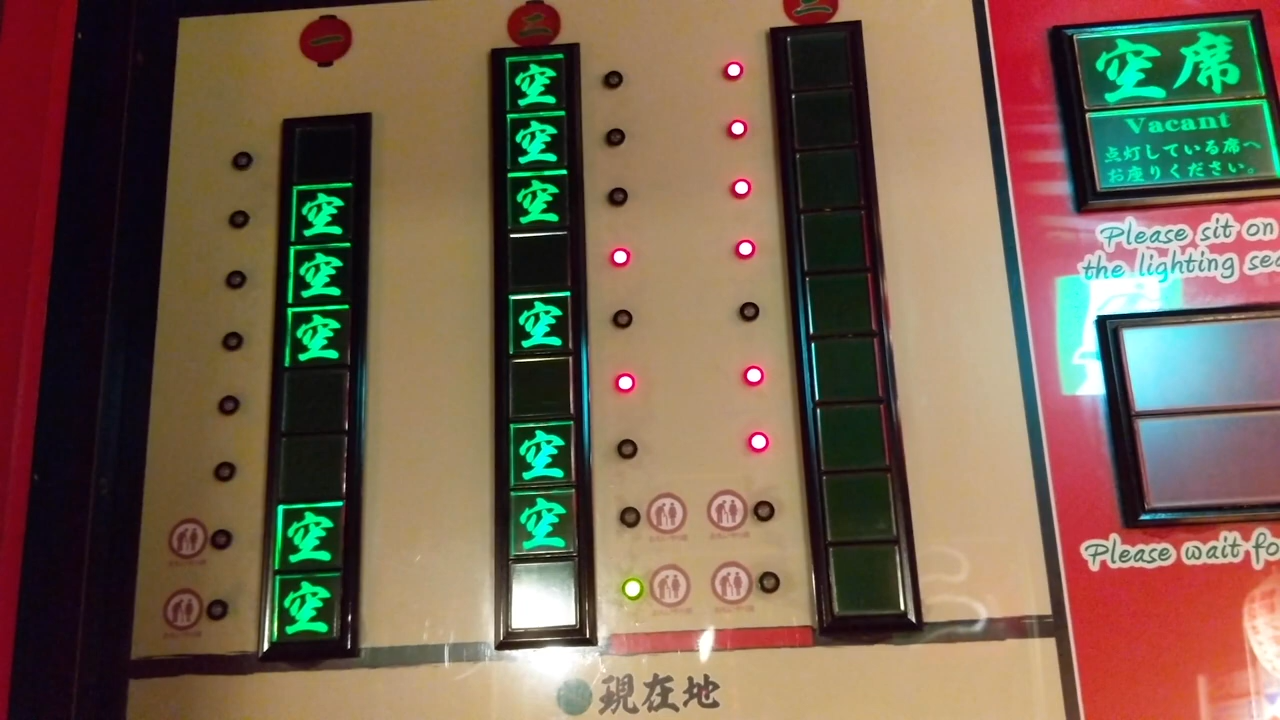 一
二
三
空
空
空
空
空
空
空
空
空
空
空
空席
Vacant
点灯している席へ
お座りください。
Please sit on
the lighting sea
Please wait fo
現在地